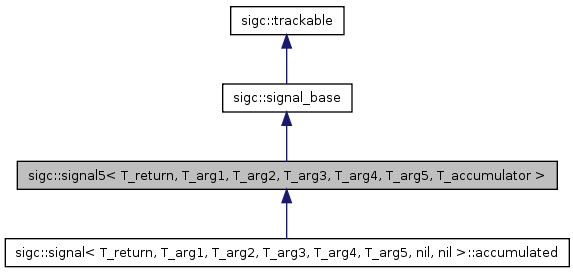 sigc::trackable
sigc::signal_base
sigc::signal5< T_return, T_arg1, T_arg2, T_arg3, T_arg4, T_arg5, T_accumulator >
sigc::signal< T_return, T_arg1, T_arg2, T_arg3, T_arg4, T_arg5, nil, nil >::accumulated